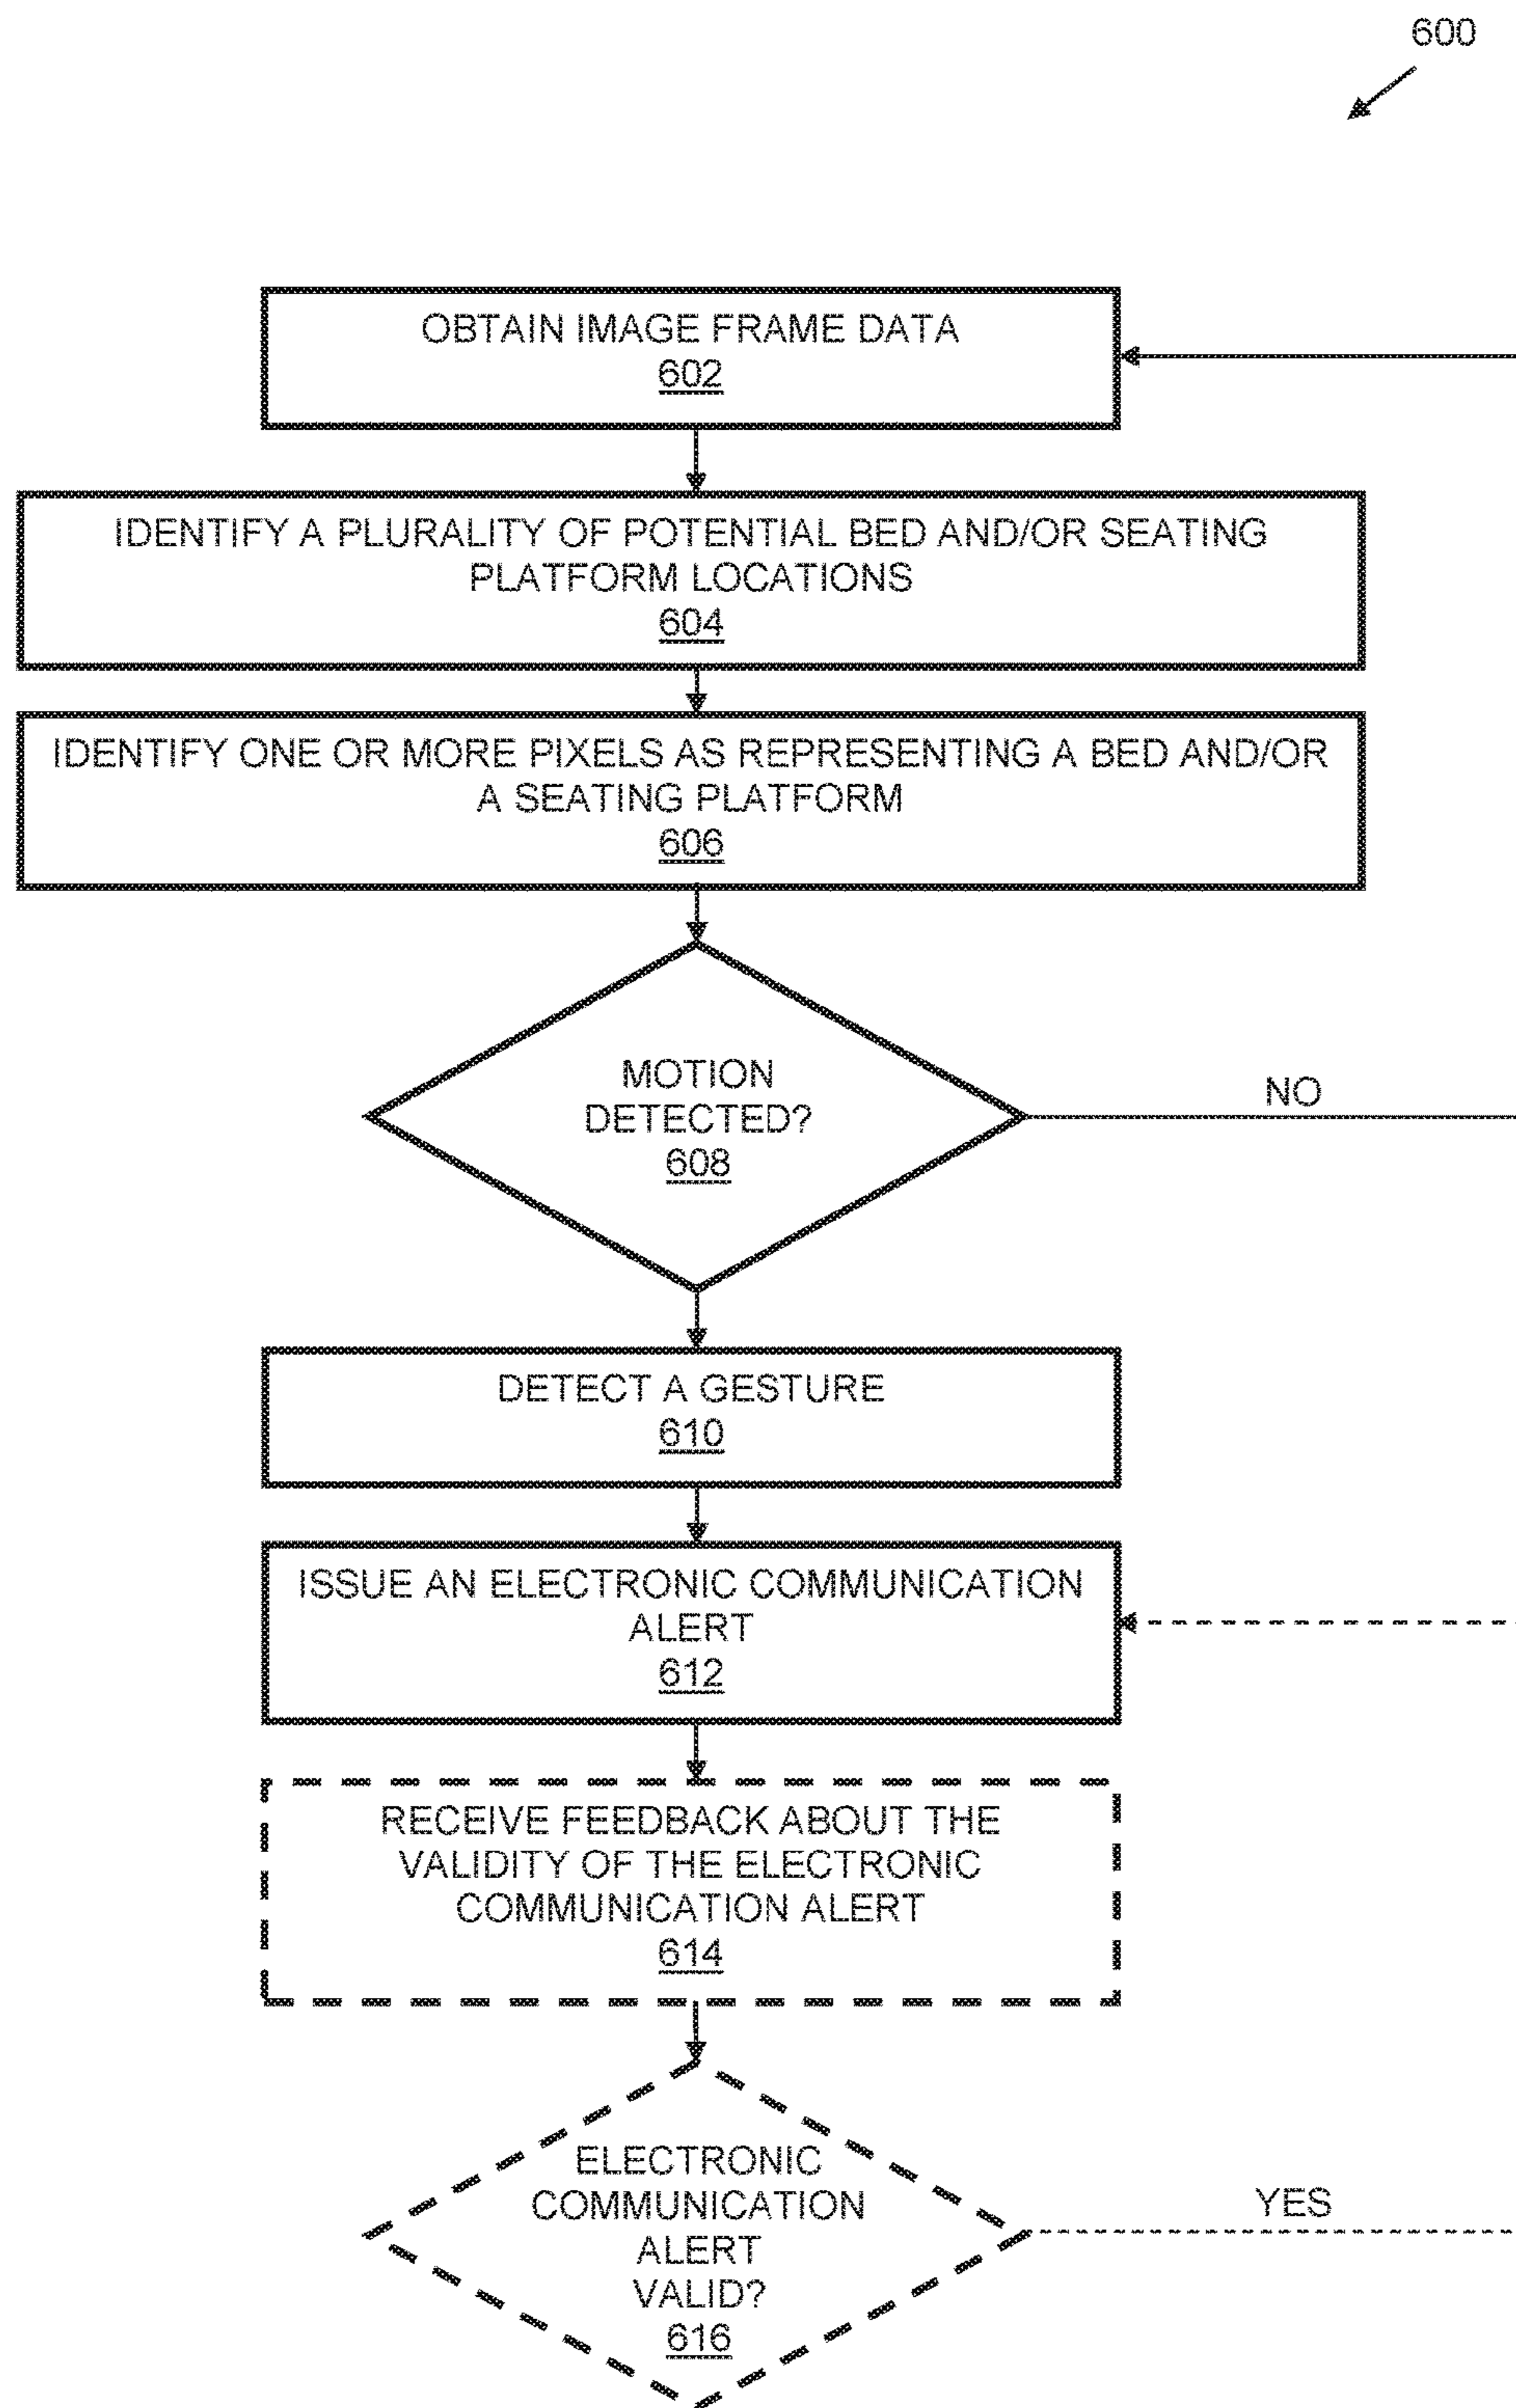 600
OBTAIN IMAGE FRAME DATA
602
IDENTIFY A PLURALITY OF POTENTIAL BED AND/OR SEATING
PLATFORM LOCATIONS
604
IDENTIFY ONE OR MORE PIXELS AS REPRESENTING A BED AND/OR
A SEATING PLATFORM
606
MOTION
DETECTED?
608
NO
DETECT A GESTURE
610
ISSUE AN ELECTRONIC COMMUNICATION
ALERT
612
RECEIVE FEEDBACK ABOUT THE
VALIDITY OF THE ELECTRONIC
COMMUNICATION ALERT
614
ELECTRONIC
COMMUNICATION
ALERT
VALID?
616
YES